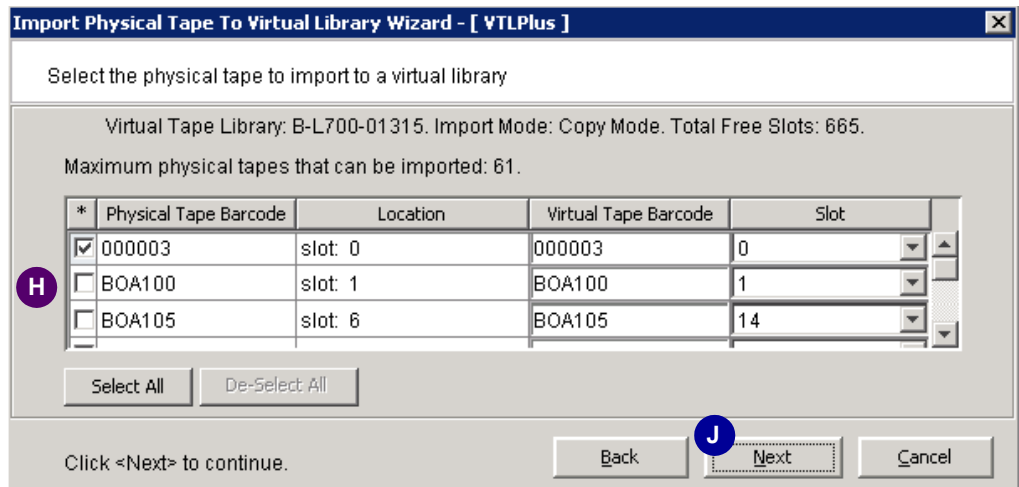 Import Physical Tape To Virtual Library Wizard - [ VTLPlus ]
Select the physical tape to import to a virtual library
Virtual Tape Library: B-L700-01315. Import Mode: Copy Mode. Total Free Slots: 665.
Maximum physical tapes that can be imported: 61.
* Physical Tape Barcode Location Virtual Tape Barcode Slot
000003 slot: 0 000003 0
H
BOA100 slot: 1 BOA100 1
BOA105 slot: 6 BOA105 14
Select All De-Select All
J
Click <Next> to continue. Back Next Cancel